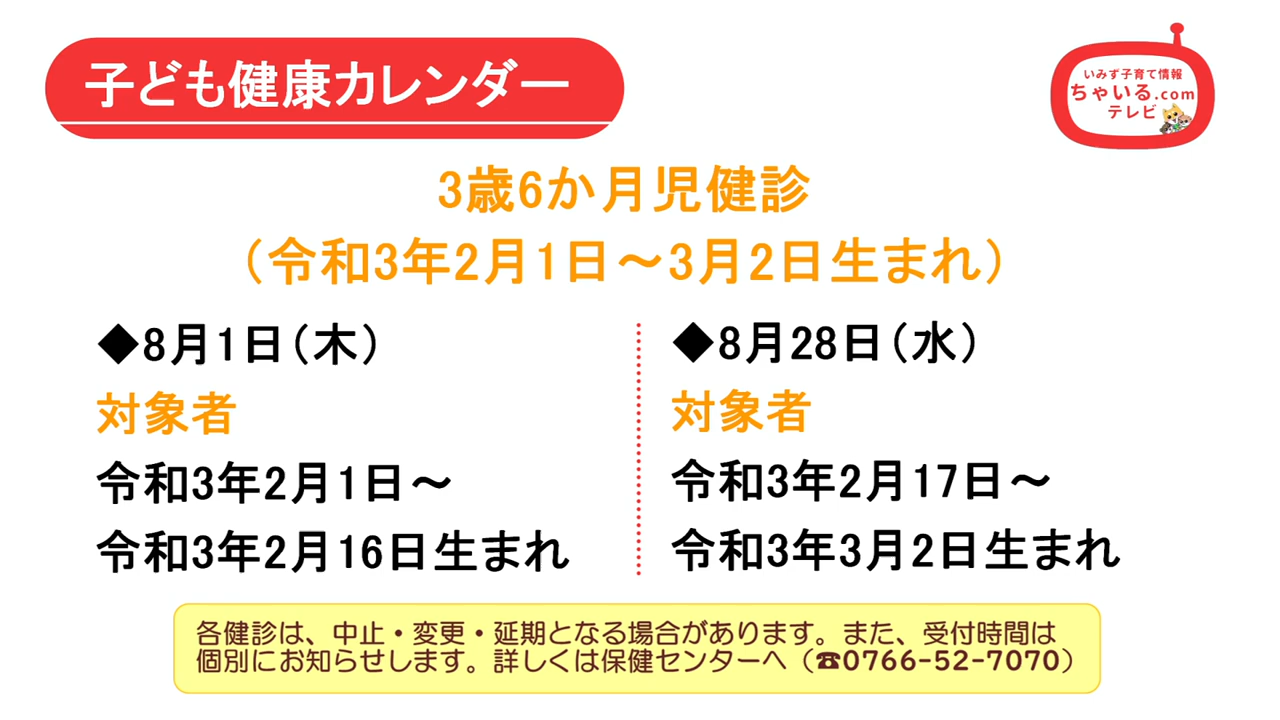 子ども健康カレンダー
いみず子育て情報
ちゃいる.com
テレビ
3歳6か月児健診
（令和3年2月1日～3月2日生まれ）
◆8月1日（木）
対象者
令和3年2月1日～
令和3年2月16日生まれ
◆8月28日（水）
対象者
令和3年2月17日～
令和3年3月2日生まれ
各健診は、中止・変更・延期となる場合があります。また、受付時間は
個別にお知らせします。詳しくは保健センターへ（☎0766-52-7070）